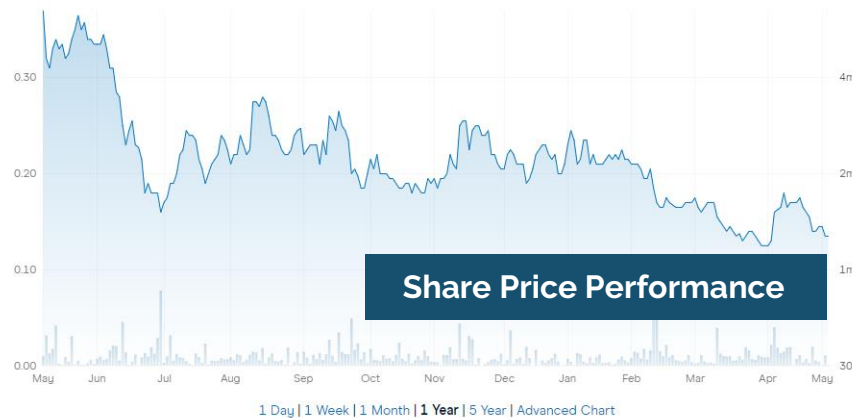 0.30
4m
0.20
2m
0.10
1m
Share Price Performance
0.00
30
May Jun Jul Aug Sep Oct Nov Dec Jan Feb Mar Apr May
1 Day | 1 Week | 1 Month | 1 Year | 5 Year | Advanced Chart